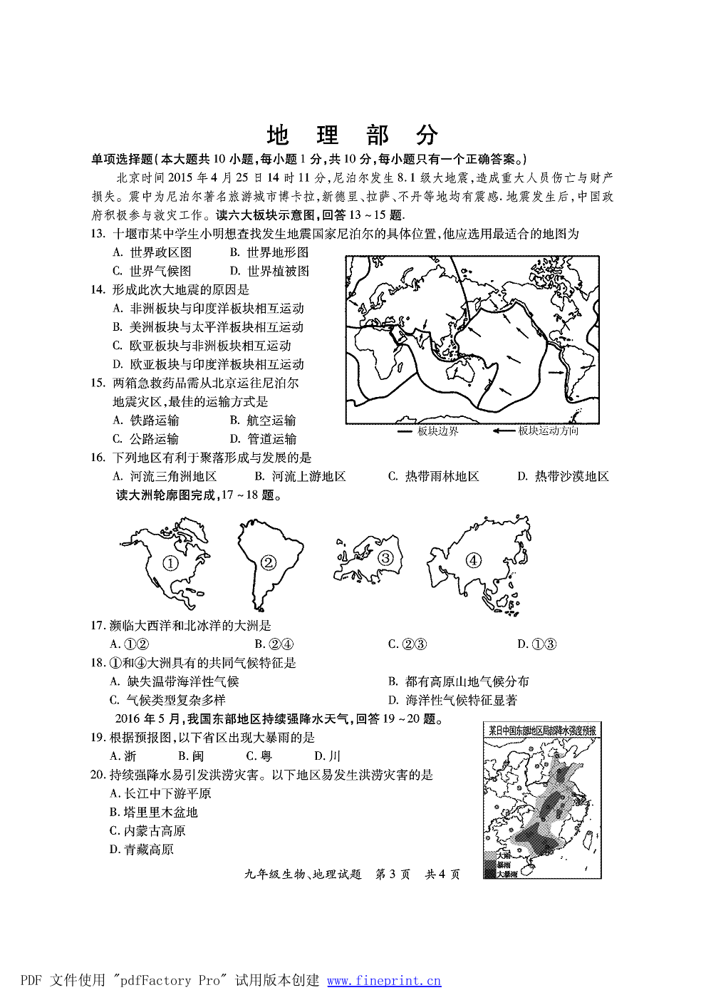 地 理 部 分
单项选择题(本大题共 10 小题,每小题 1 分,共 10 分,每小题只有一个正确答案。)
北京时间 2015 年 4 月 25 日 14 时 11 分,尼泊尔发生 8.1 级大地震,造成重大人员伤亡与财产
损失。震中为尼泊尔著名旅游城市博卡拉,新德里、拉萨、不丹等地均有震感.地震发生后,中国政
府积极参与救灾工作。读六大板块示意图,回答 13~15 题.
13. 十堰市某中学生小明想查找发生地震国家尼泊尔的具体位置,他应选用最适合的地图为
A. 世界政区图 B. 世界地形图
C. 世界气候图 D. 世界植被图
14. 形成此次大地震的原因是
A. 非洲板块与印度洋板块相互运动
B. 美洲板块与太平洋板块相互运动
C. 欧亚板块与非洲板块相互运动
D. 欧亚板块与印度洋板块相互运动
15. 两箱急救药品需从北京运往尼泊尔
地震灾区,最佳的运输方式是
A. 铁路运输 B. 航空运输
C. 公路运输 D. 管道运输
板块边界 板块运动方向
16. 下列地区有利于聚落形成与发展的是
A. 河流三角洲地区 B. 河流上游地区 C. 热带雨林地区 D. 热带沙漠地区
读大洲轮廓图完成,17~18 题。
① ② ③ ④
17. 濒临大西洋和北冰洋的大洲是
A. ①② B. ②④ C. ②③ D. ①③
18. ①和④大洲具有的共同气候特征是
A. 缺失温带海洋性气候 B. 都有高原山地气候分布
C. 气候类型复杂多样 D. 海洋性气候特征显著
2016 年 5 月,我国东部地区持续强降水天气,回答 19~20 题。
19. 根据预报图,以下省区出现大暴雨的是
A. 浙 B. 闽 C. 粤 D. 川
20. 持续强降水易引发洪涝灾害。以下地区易发生洪涝灾害的是
A. 长江中下游平原
B. 塔里里木盆地
C. 内蒙古高原
D. 青藏高原
某日中国东部地区局部降水强度预报
大雨
暴雨
大暴雨
九年级生物、地理试题 第 3 页 共 4 页
PDF 文件使用 "pdfFactory Pro" 试用版本创建 www.fineprint.cn